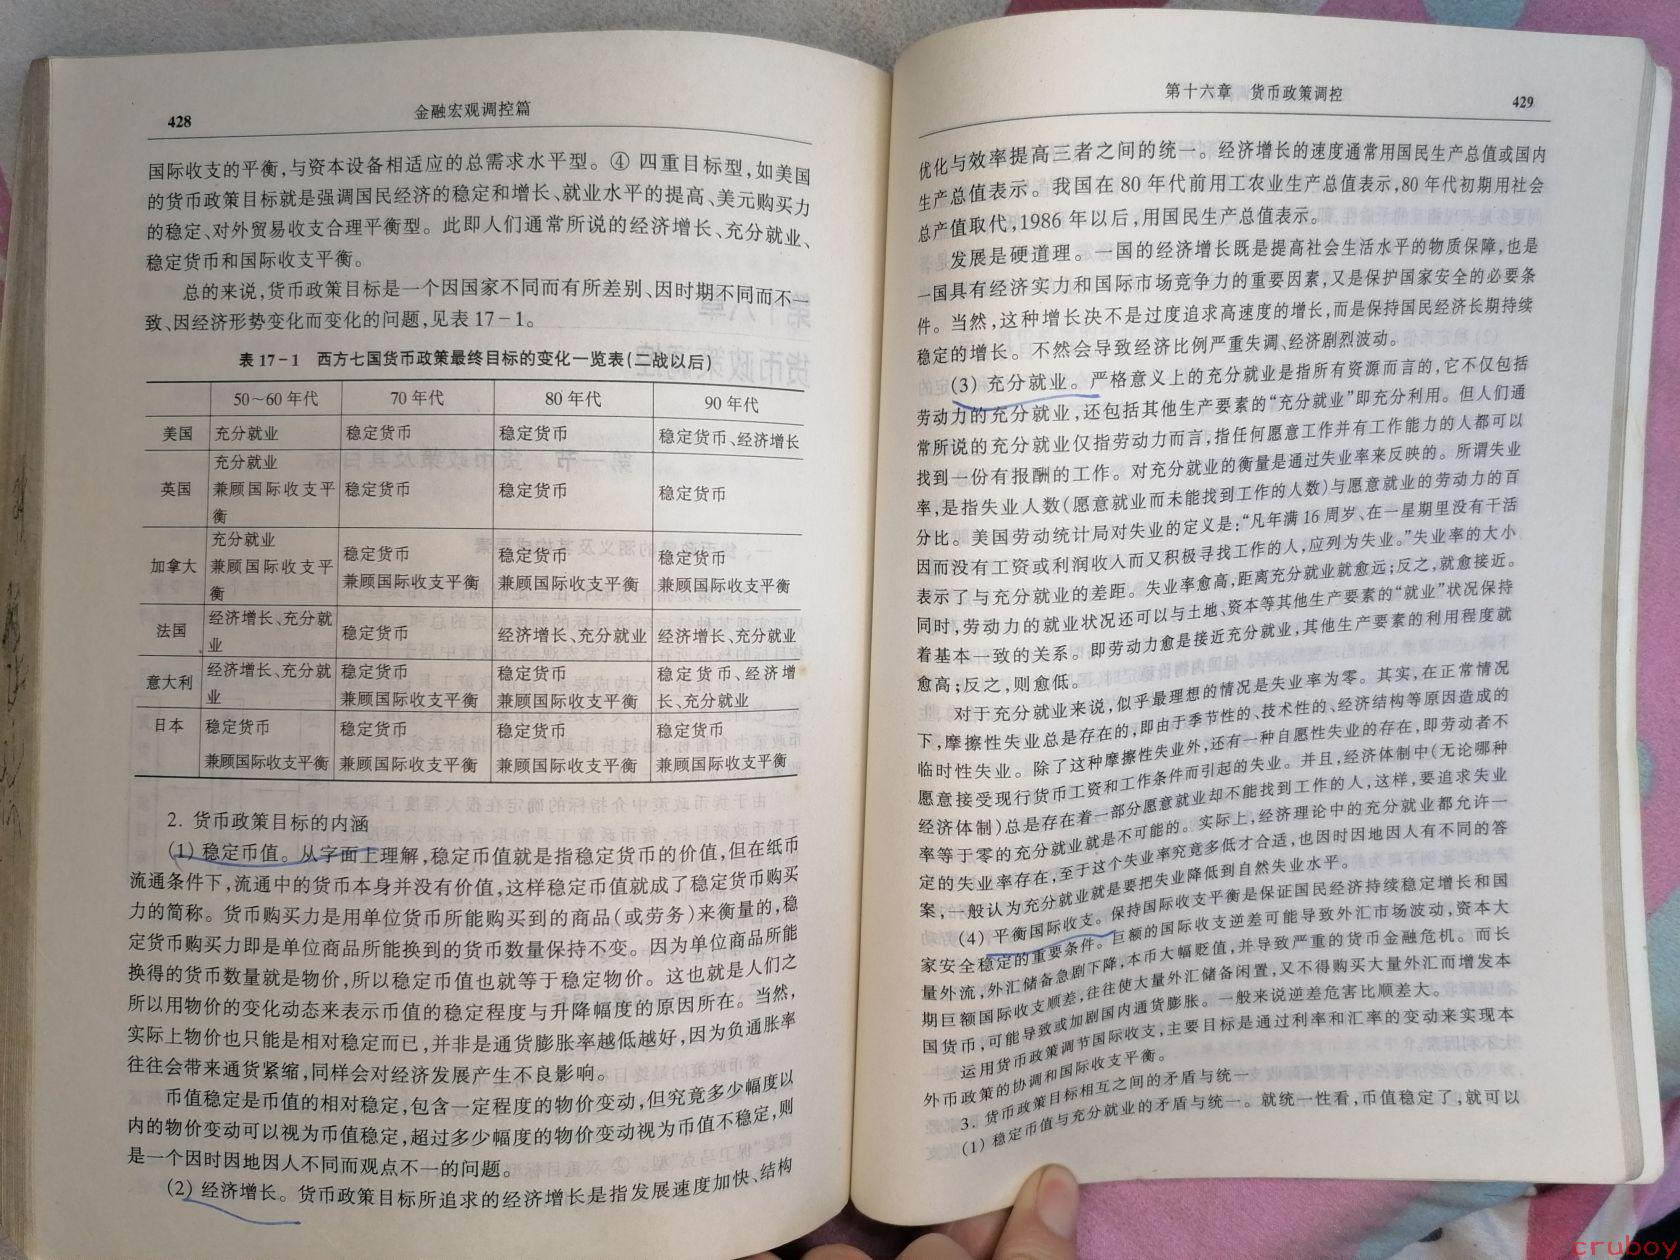 428
金融宏观调控篇
国际收支的平衡,与资本设备相适应的总需求水平型。④ 四重目标型,如美国
的货币政策目标就是强调国民经济的稳定和增长、就业水平的提高、美元购买力
的稳定、对外贸易收支合理平衡型。此即人们通常所说的经济增长、充分就业、
稳定货币和国际收支平衡。
总的来说,货币政策目标是一个因国家不同而有所差别、因时期不同而不一
致、因经济形势变化而变化的问题,见表 17-1。
表 17-1 西方七国货币政策最终目标的变化一览表(二战以后)
50~60 年代 70 年代 80 年代 90 年代
美国 充分就业 稳定货币 稳定货币 稳定货币、经济增长
充分就业
英国 兼顾国际收支平 稳定货币 稳定货币 稳定货币
衡
充分就业 稳定货币 稳定货币 稳定货币
加拿大 兼顾国际收支平 兼顾国际收支平衡 兼顾国际收支平衡 兼顾国际收支平衡
衡
法国 经济增长、充分就 稳定货币 经济增长、充分就业 经济增长、充分就业
业
意大利 经济增长、充分就 稳定货币 稳定货币 稳定货币、经济增
业 兼顾国际收支平衡 兼顾国际收支平衡 长、充分就业
日本 稳定货币 稳定货币 稳定货币 稳定货币
兼顾国际收支平衡 兼顾国际收支平衡 兼顾国际收支平衡 兼顾国际收支平衡
2. 货币政策目标的内涵
(1) 稳定币值。从字面上理解,稳定币值就是指稳定货币的价值,但在纸币
流通条件下,流通中的货币本身并没有价值,这样稳定币值就成了稳定货币购买
力的简称。货币购买力是用单位货币所能购买到的商品(或劳务)来衡量的,稳
定货币购买力即是单位商品所能换到的货币数量保持不变。因为单位商品所能
换得的货币数量就是物价,所以稳定币值也就等于稳定物价。这也就是人们之
所以用物价的变化动态来表示币值的稳定程度与升降幅度的原因所在。当然,
实际上物价也只能是相对稳定而已,并非是通货膨胀率越低越好,因为负通胀率
往往会带来通货紧缩,同样会对经济发展产生不良影响。
币值稳定是币值的相对稳定,包含一定程度的物价变动,但究竟多少幅度以
内的物价变动可以视为币值稳定,超过多少幅度的物价变动视为币值不稳定,则
是一个因时因地因人不同而观点不一的问题。
(2) 经济增长。货币政策目标所追求的经济增长是指发展速度加快、结构
第十六章 货币政策调控
429
优化与效率提高三者之间的统一。经济增长的速度通常用国民生产总值或国内
生产总值表示。我国在 80 年代前用工农业生产总值表示,80 年代初期用社会
总产值取代,1986 年以后,用国民生产总值表示。
发展是硬道理。一国的经济增长既是提高社会生活水平的物质保障,也是
一国具有经济实力和国际市场竞争力的重要因素,又是保护国家安全的必要条
件。当然,这种增长决不是过度追求高速度的增长,而是保持国民经济长期持续
稳定的增长。不然会导致经济比例严重失调、经济剧烈波动。
(3) 充分就业。严格意义上的充分就业是指所有资源而言的,它不仅包括
劳动力的充分就业,还包括其他生产要素的“充分就业”即充分利用。但人们通
常所说的充分就业仅指劳动力而言,指任何愿意工作并有工作能力的人都可以
找到一份有报酬的工作。对充分就业的衡量是通过失业率来反映的。所谓失业
率,是指失业人数(愿意就业而未能找到工作的人数)与愿意就业的劳动力的百
分比。美国劳动统计局对失业的定义是:“凡年满 16 周岁、在一星期里没有干活
因而没有工资或利润收入而又积极寻找工作的人,应列为失业。”失业率的大小
表示了与充分就业的差距。失业率愈高,距离充分就业就愈远;反之,就愈接近。
同时,劳动力的就业状况还可以与土地、资本等其他生产要素的“就业”状况保持
着基本一致的关系。即劳动力愈是接近充分就业,其他生产要素的利用程度就
愈高;反之,则愈低。
对于充分就业来说,似乎最理想的情况是失业率为零。其实,在正常情况
下,摩擦性失业总是存在的,即由于季节性的、技术性的、经济结构等原因造成的
临时性失业。除了这种摩擦性失业外,还有一种自愿性失业的存在,即劳动者不
愿意接受现行货币工资和工作条件而引起的失业。并且,经济体制中(无论哪种
经济体制)总是存在着一部分愿意就业却不能找到工作的人,这样,要追求失业
率等于零的充分就业就是不可能的。实际上,经济理论中的充分就业都允许一
定的失业率存在,至于这个失业率究竟多低才合适,也因时因地因人有不同的答
案,一般认为充分就业就是要把失业降低到自然失业水平。
(4) 平衡国际收支。保持国际收支平衡是保证国民经济持续稳定增长和国
家安全稳定的重要条件。巨额的国际收支逆差可能导致外汇市场波动,资本大
量外流,外汇储备急剧下降,本币大幅贬值,并导致严重的货币金融危机。而长
期巨额国际收支顺差,往往使大量外汇储备闲置,又不得购买大量外汇而增发本
国货币,可能导致或加剧国内通货膨胀。一般来说逆差危害比顺差大。
运用货币政策调节国际收支,主要目标是通过利率和汇率的变动来实现本
外币政策的协调和国际收支平衡。
3. 货币政策目标相互之间的矛盾与统一
(1) 稳定币值与充分就业的矛盾与统一。就统一性看,币值稳定了,就可以
cruboy